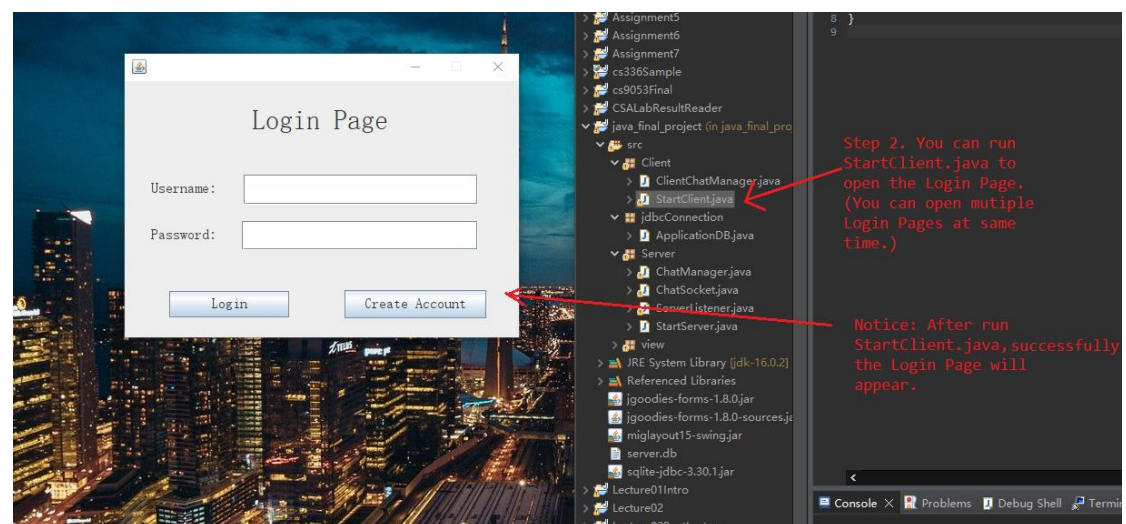 Login Page
Username:
Password:
Login
Create Account
TELUS
pwc
Assignment5
Assignment6
Assignment7
cs336Sample
cs9053Final
CSALabResultReader
java_final_project (in java_final_pro
src
Client
ClientChatManager.java
StartClient.java
jdbcConnection
ApplicationDB.java
Server
ChatManager.java
ChatSocket.java
ServerListener.java
StartServer.java
view
JRE System Library [jdk-16.0.2]
Referenced Libraries
jgoodies-forms-1.8.0.jar
jgoodies-forms-1.8.0-sources.ja
miglayout15-swing.jar
server.db
sqlite-jdbc-3.30.1.jar
Lecture01Intro
Lecture02
8 }
9
Step 2. You can run
StartClient.java to
open the Login Page.
(You can open mutiple
Login Pages at same
time.)
Notice: After run
StartClient.java,successfully
the Login Page will
appear.
Console Problems Debug Shell Termin